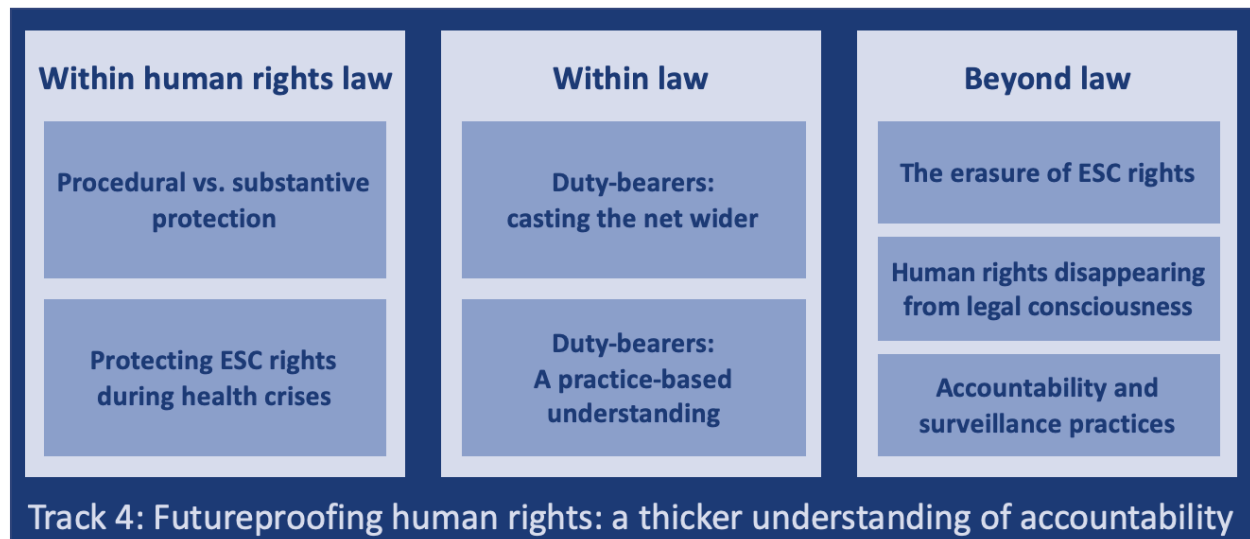 Within human rights law
Procedural vs. substantive
protection
Protecting ESC rights
during health crises
Within law
Duty-bearers:
casting the net wider
Duty-bearers:
A practice-based
understanding
Beyond law
The erasure of ESC rights
Human rights disappearing
from legal consciousness
Accountability and
surveillance practices
Track 4: Futureproofing human rights: a thicker understanding of accountability